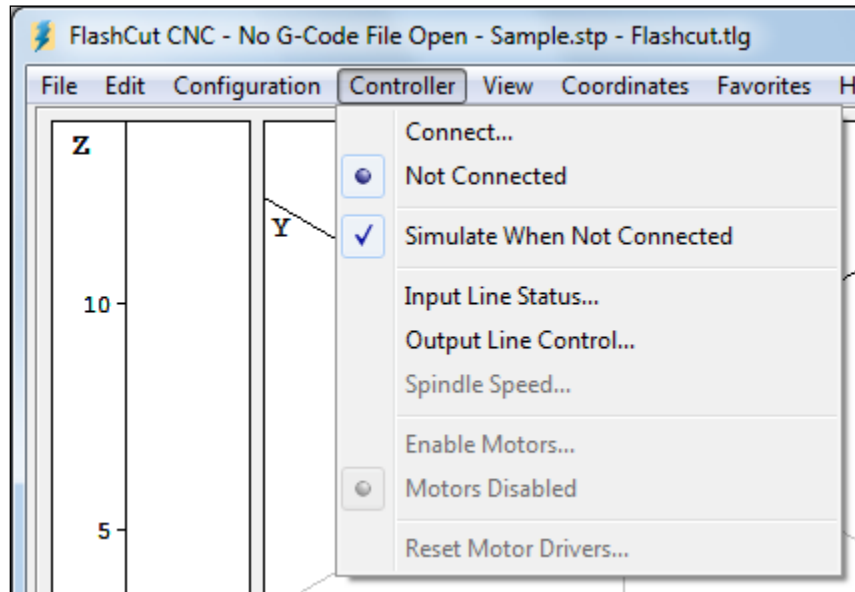 FlashCut CNC - No G-Code File Open - Sample.stp - Flashcut.tlg
File Edit Configuration Controller View Coordinates Favorites H
Z
Y
10
5
Connect...
Not Connected
Simulate When Not Connected
Input Line Status...
Output Line Control...
Spindle Speed...
Enable Motors...
Motors Disabled
Reset Motor Drivers...